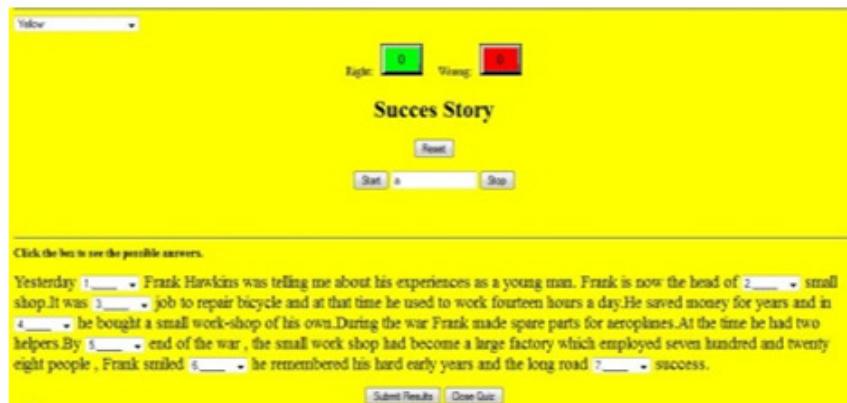 Yellow
Right: 0 Wrong: 0
Succes Story
Reset
Start a Stop
Click the box to see the possible answers.
Yesterday 1____ Frank Hawkins was telling me about his experiences as a young man. Frank is now the head of 2____ small
shop.It was 3____ job to repair bicycle and at that time he used to work fourteen hours a day.He saved money for years and in
4____ he bought a small work-shop of his own.During the war Frank made spare parts for aeroplanes.At the time he had two
helpers.By 5____ end of the war , the small work shop had become a large factory which employed seven hundred and twenty
eight people , Frank smiled 6____ he remembered his hard early years and the long road 7____ success.
Submit Results Close Quiz